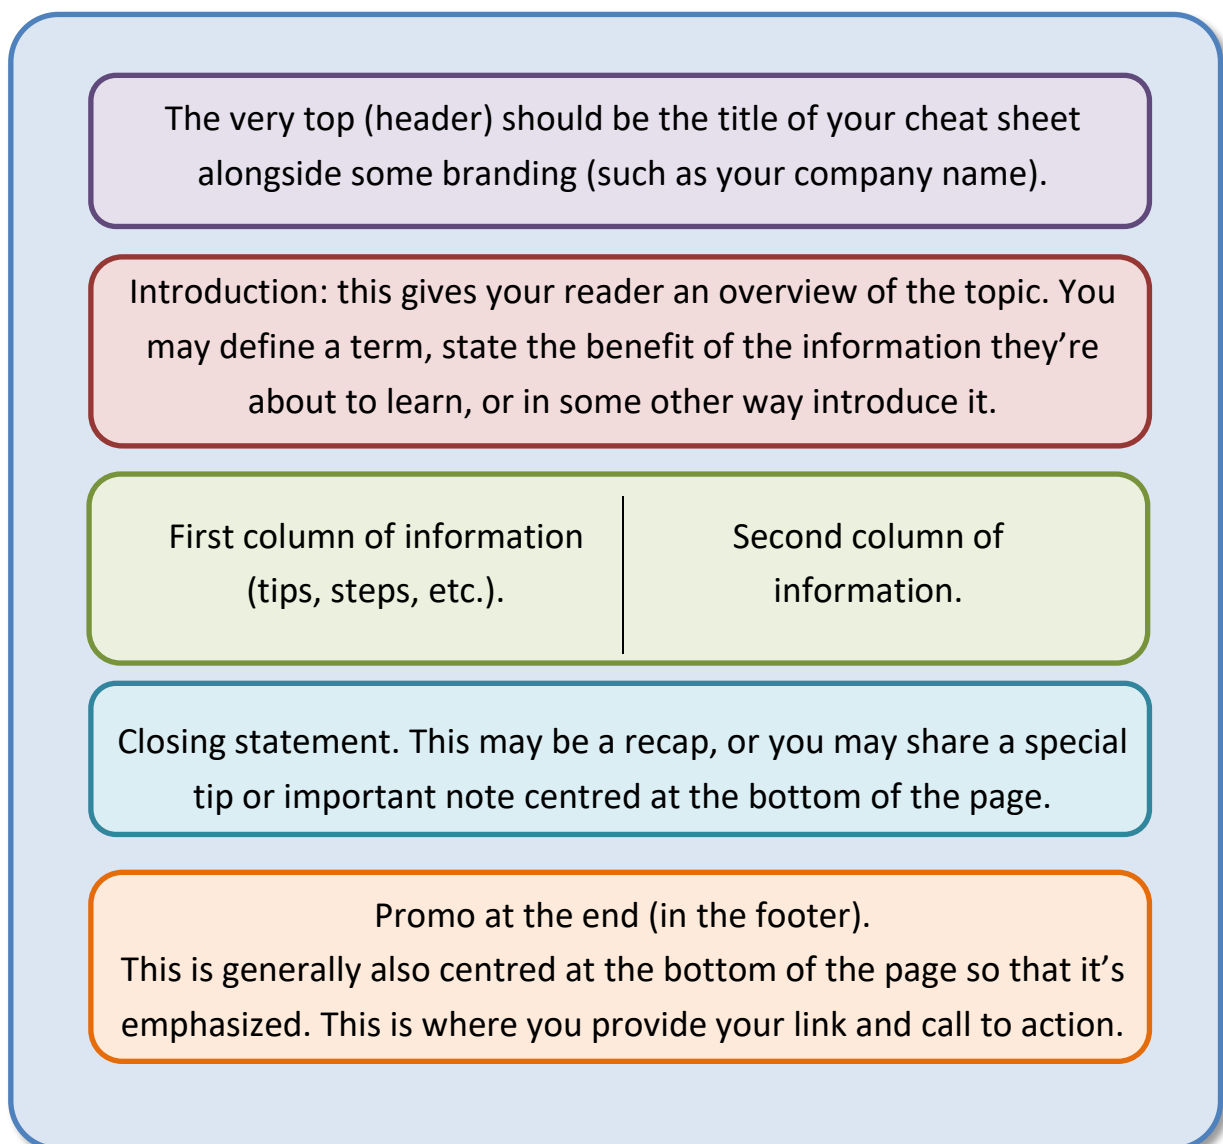 The very top (header) should be the title of your cheat sheet
alongside some branding (such as your company name).
Introduction: this gives your reader an overview of the topic. You
may define a term, state the benefit of the information they’re
about to learn, or in some other way introduce it.
First column of information
(tips, steps, etc.).
Second column of
information.
Closing statement. This may be a recap, or you may share a special
tip or important note centred at the bottom of the page.
Promo at the end (in the footer).
This is generally also centred at the bottom of the page so that it’s
emphasized. This is where you provide your link and call to action.